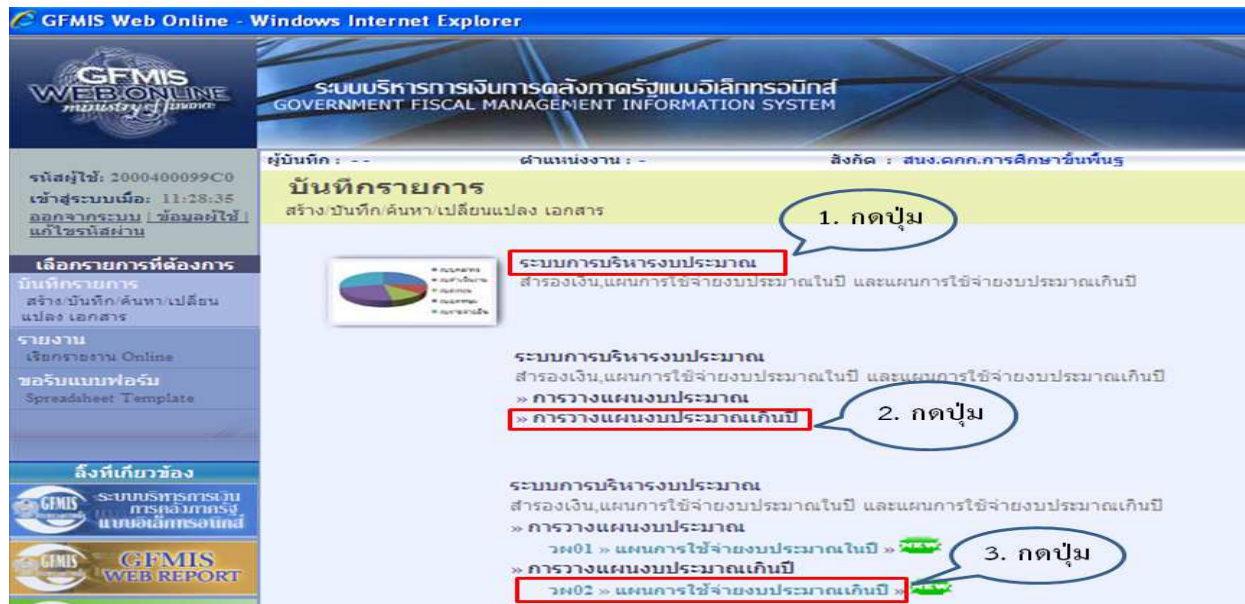 GFMIS Web Online - Windows Internet Explorer
GFMIS
WEB ONLINE
ministry of finance
ระบบบริหารการเงินการคลังภาครัฐแบบอิเล็กทรอนิกส์
GOVERNMENT FISCAL MANAGEMENT INFORMATION SYSTEM
ผู้บันทึก : - - ตำแหน่งงาน : - สังกัด : สนง.คกก.การศึกษาขั้นพื้นฐ
รหัสผู้ใช้: 2000400099C0
เข้าสู่ระบบเมื่อ: 11:28:35
ออกจากระบบ | ข้อมูลผู้ใช้ |
แก้ไขรหัสผ่าน
บันทึกรายการ
สร้าง/บันทึก/ค้นหา/เปลี่ยนแปลง เอกสาร
1. กดปุ่ม
เลือกรายการที่ต้องการ
บันทึกรายการ
สร้าง/บันทึก/ค้นหา/เปลี่ยน
แปลง เอกสาร
รายงาน
เรียกรายงาน Online
ขอรับแบบฟอร์ม
Spreadsheet Template
ระบบการบริหารงบประมาณ
สำรองเงิน,แผนการใช้จ่ายงบประมาณในปี และแผนการใช้จ่ายงบประมาณเกินปี
ระบบการบริหารงบประมาณ
สำรองเงิน,แผนการใช้จ่ายงบประมาณในปี และแผนการใช้จ่ายงบประมาณเกินปี
» การวางแผนงบประมาณ
» การวางแผนงบประมาณเกินปี
2. กดปุ่ม
ลิ้งที่เกี่ยวข้อง
GFMIS ระบบบริหารการเงิน
การคลังภาครัฐ
แบบอิเล็กทรอนิกส์
GFMIS GFMIS
WEB REPORT
ระบบการบริหารงบประมาณ
สำรองเงิน,แผนการใช้จ่ายงบประมาณในปี และแผนการใช้จ่ายงบประมาณเกินปี
» การวางแผนงบประมาณ
วผ01 » แผนการใช้จ่ายงบประมาณในปี » NEW
» การวางแผนงบประมาณเกินปี
วผ02 » แผนการใช้จ่ายงบประมาณเกินปี »
3. กดปุ่ม